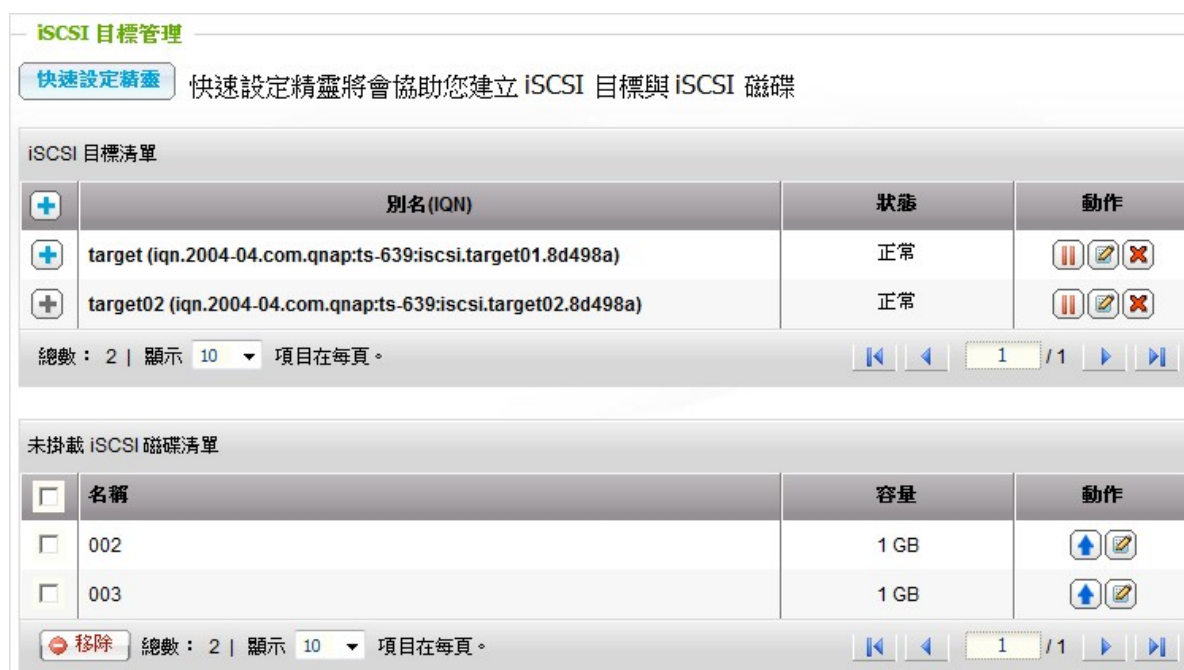 iSCSI 目標管理
快速設定精靈 快速設定精靈將會協助您建立 iSCSI 目標與 iSCSI 磁碟
iSCSI 目標清單
別名(IQN) 狀態 動作
target (iqn.2004-04.com.qnap:ts-639:iscsi.target01.8d498a) 正常
target02 (iqn.2004-04.com.qnap:ts-639:iscsi.target02.8d498a) 正常
總數： 2 | 顯示 10 項目在每頁。 1 / 1
未掛載 iSCSI 磁碟清單
名稱 容量 動作
002 1 GB
003 1 GB
移除 總數： 2 | 顯示 10 項目在每頁。 1 / 1